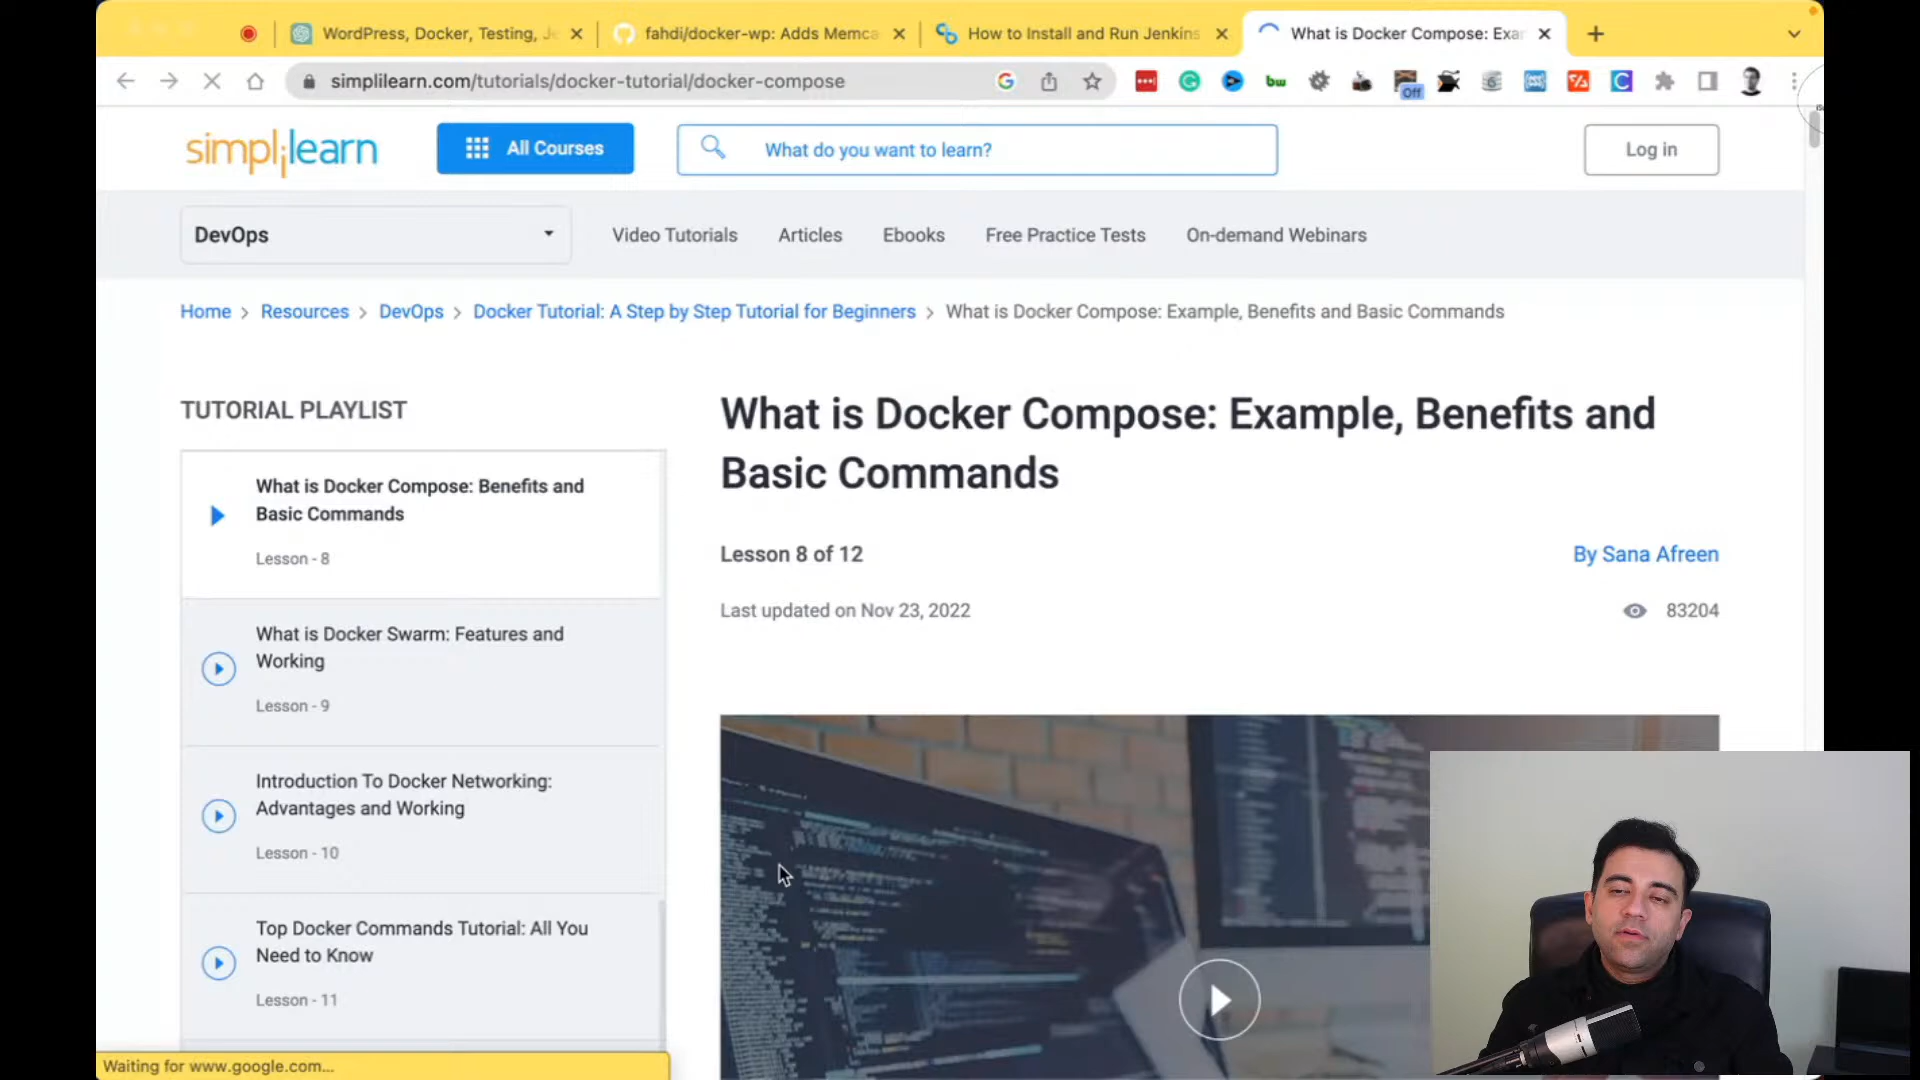 WordPress, Docker, Testing, Je
fahdi/docker-wp: Adds Memca
How to Install and Run Jenkins
What is Docker Compose: Exar
simplilearn.com/tutorials/docker-tutorial/docker-compose
bw
Off
simplilearn
All Courses
What do you want to learn?
Log in
DevOps
Video Tutorials
Articles
Ebooks
Free Practice Tests
On-demand Webinars
Home > Resources > DevOps > Docker Tutorial: A Step by Step Tutorial for Beginners > What is Docker Compose: Example, Benefits and Basic Commands
TUTORIAL PLAYLIST
What is Docker Compose: Benefits and
Basic Commands
Lesson - 8
What is Docker Swarm: Features and
Working
Lesson - 9
Introduction To Docker Networking:
Advantages and Working
Lesson - 10
Top Docker Commands Tutorial: All You
Need to Know
Lesson - 11
What is Docker Compose: Example, Benefits and
Basic Commands
Lesson 8 of 12
By Sana Afreen
Last updated on Nov 23, 2022
83204
Waiting for www.google.com...